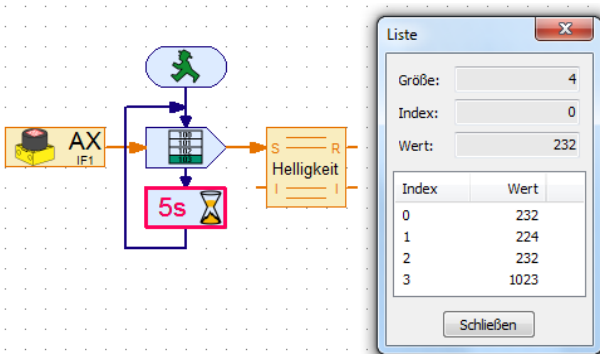 AX
IF1
100
101
102
103
5s
S R
Helligkeit
I I
Liste
Größe: 4
Index: 0
Wert: 232
Index Wert
0 232
1 224
2 232
3 1023
Schließen